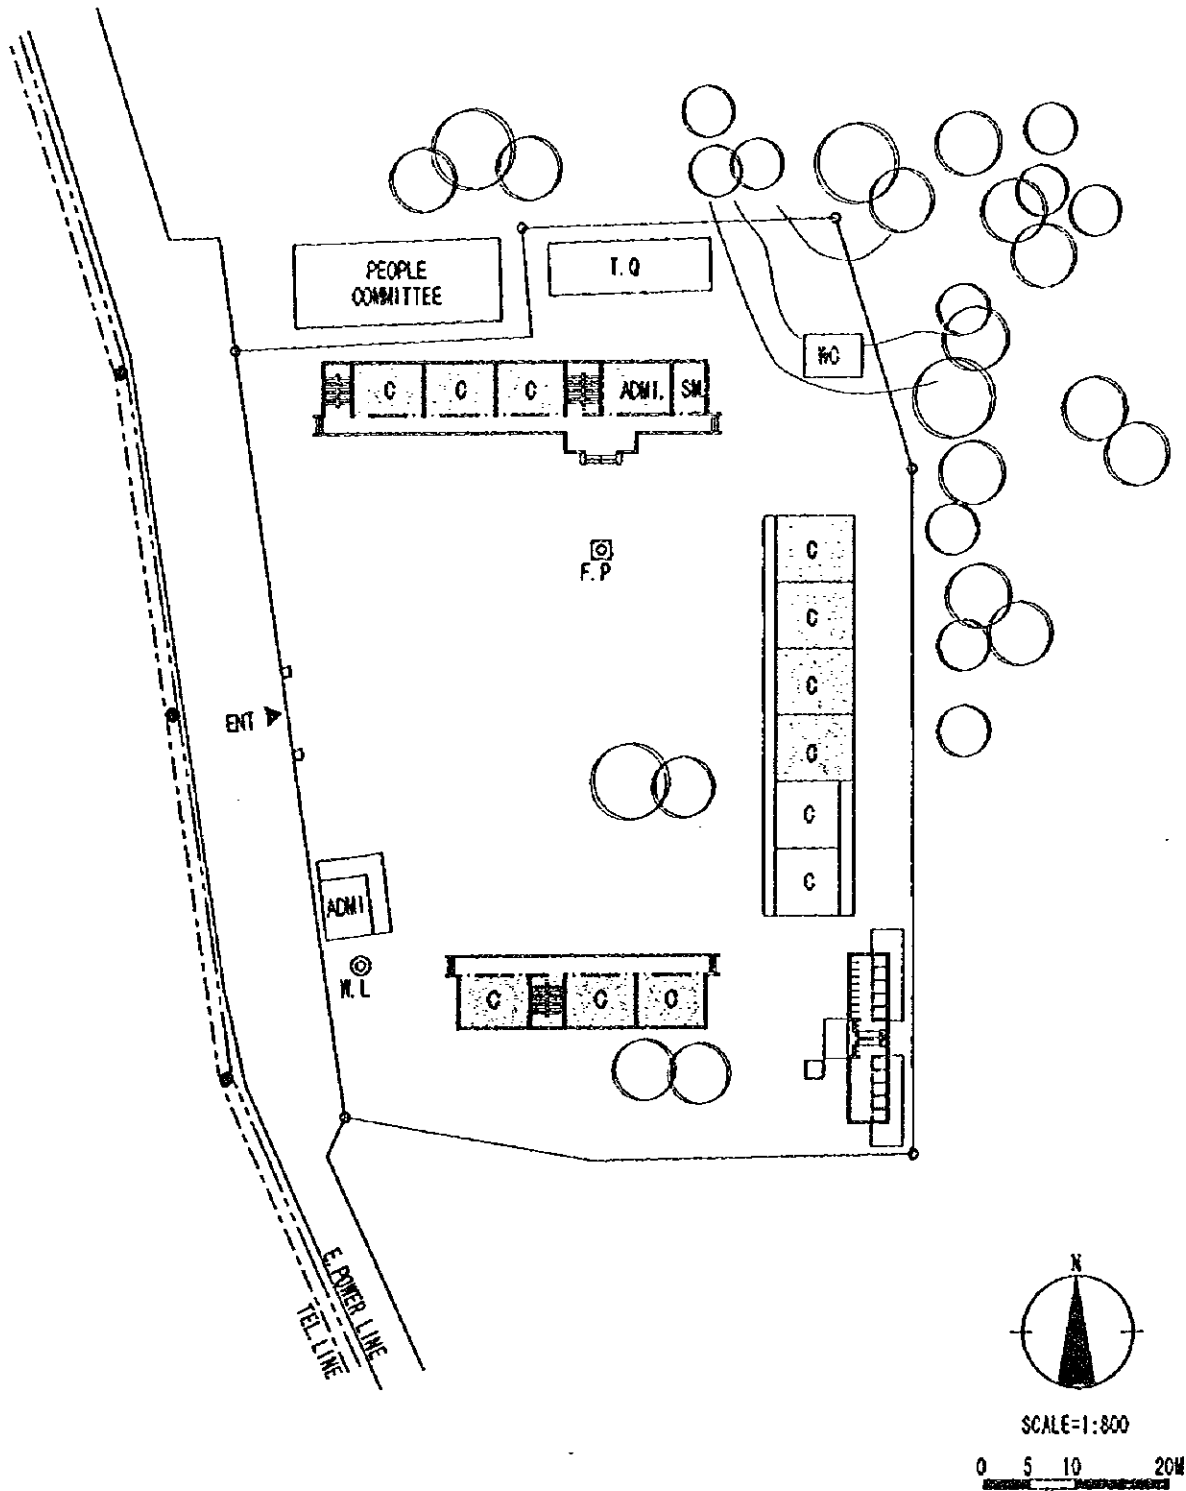 PEOPLE
COMMITTEE
T.Q
WC
C
C
C
ADMI.
SM.
C
F.P
C
C
ENT
C
C
C
ADMI
W.L
C
C
C
E.POWER LINE
TEL.LINE
N
SCALE=1:800
0 5 10 20M